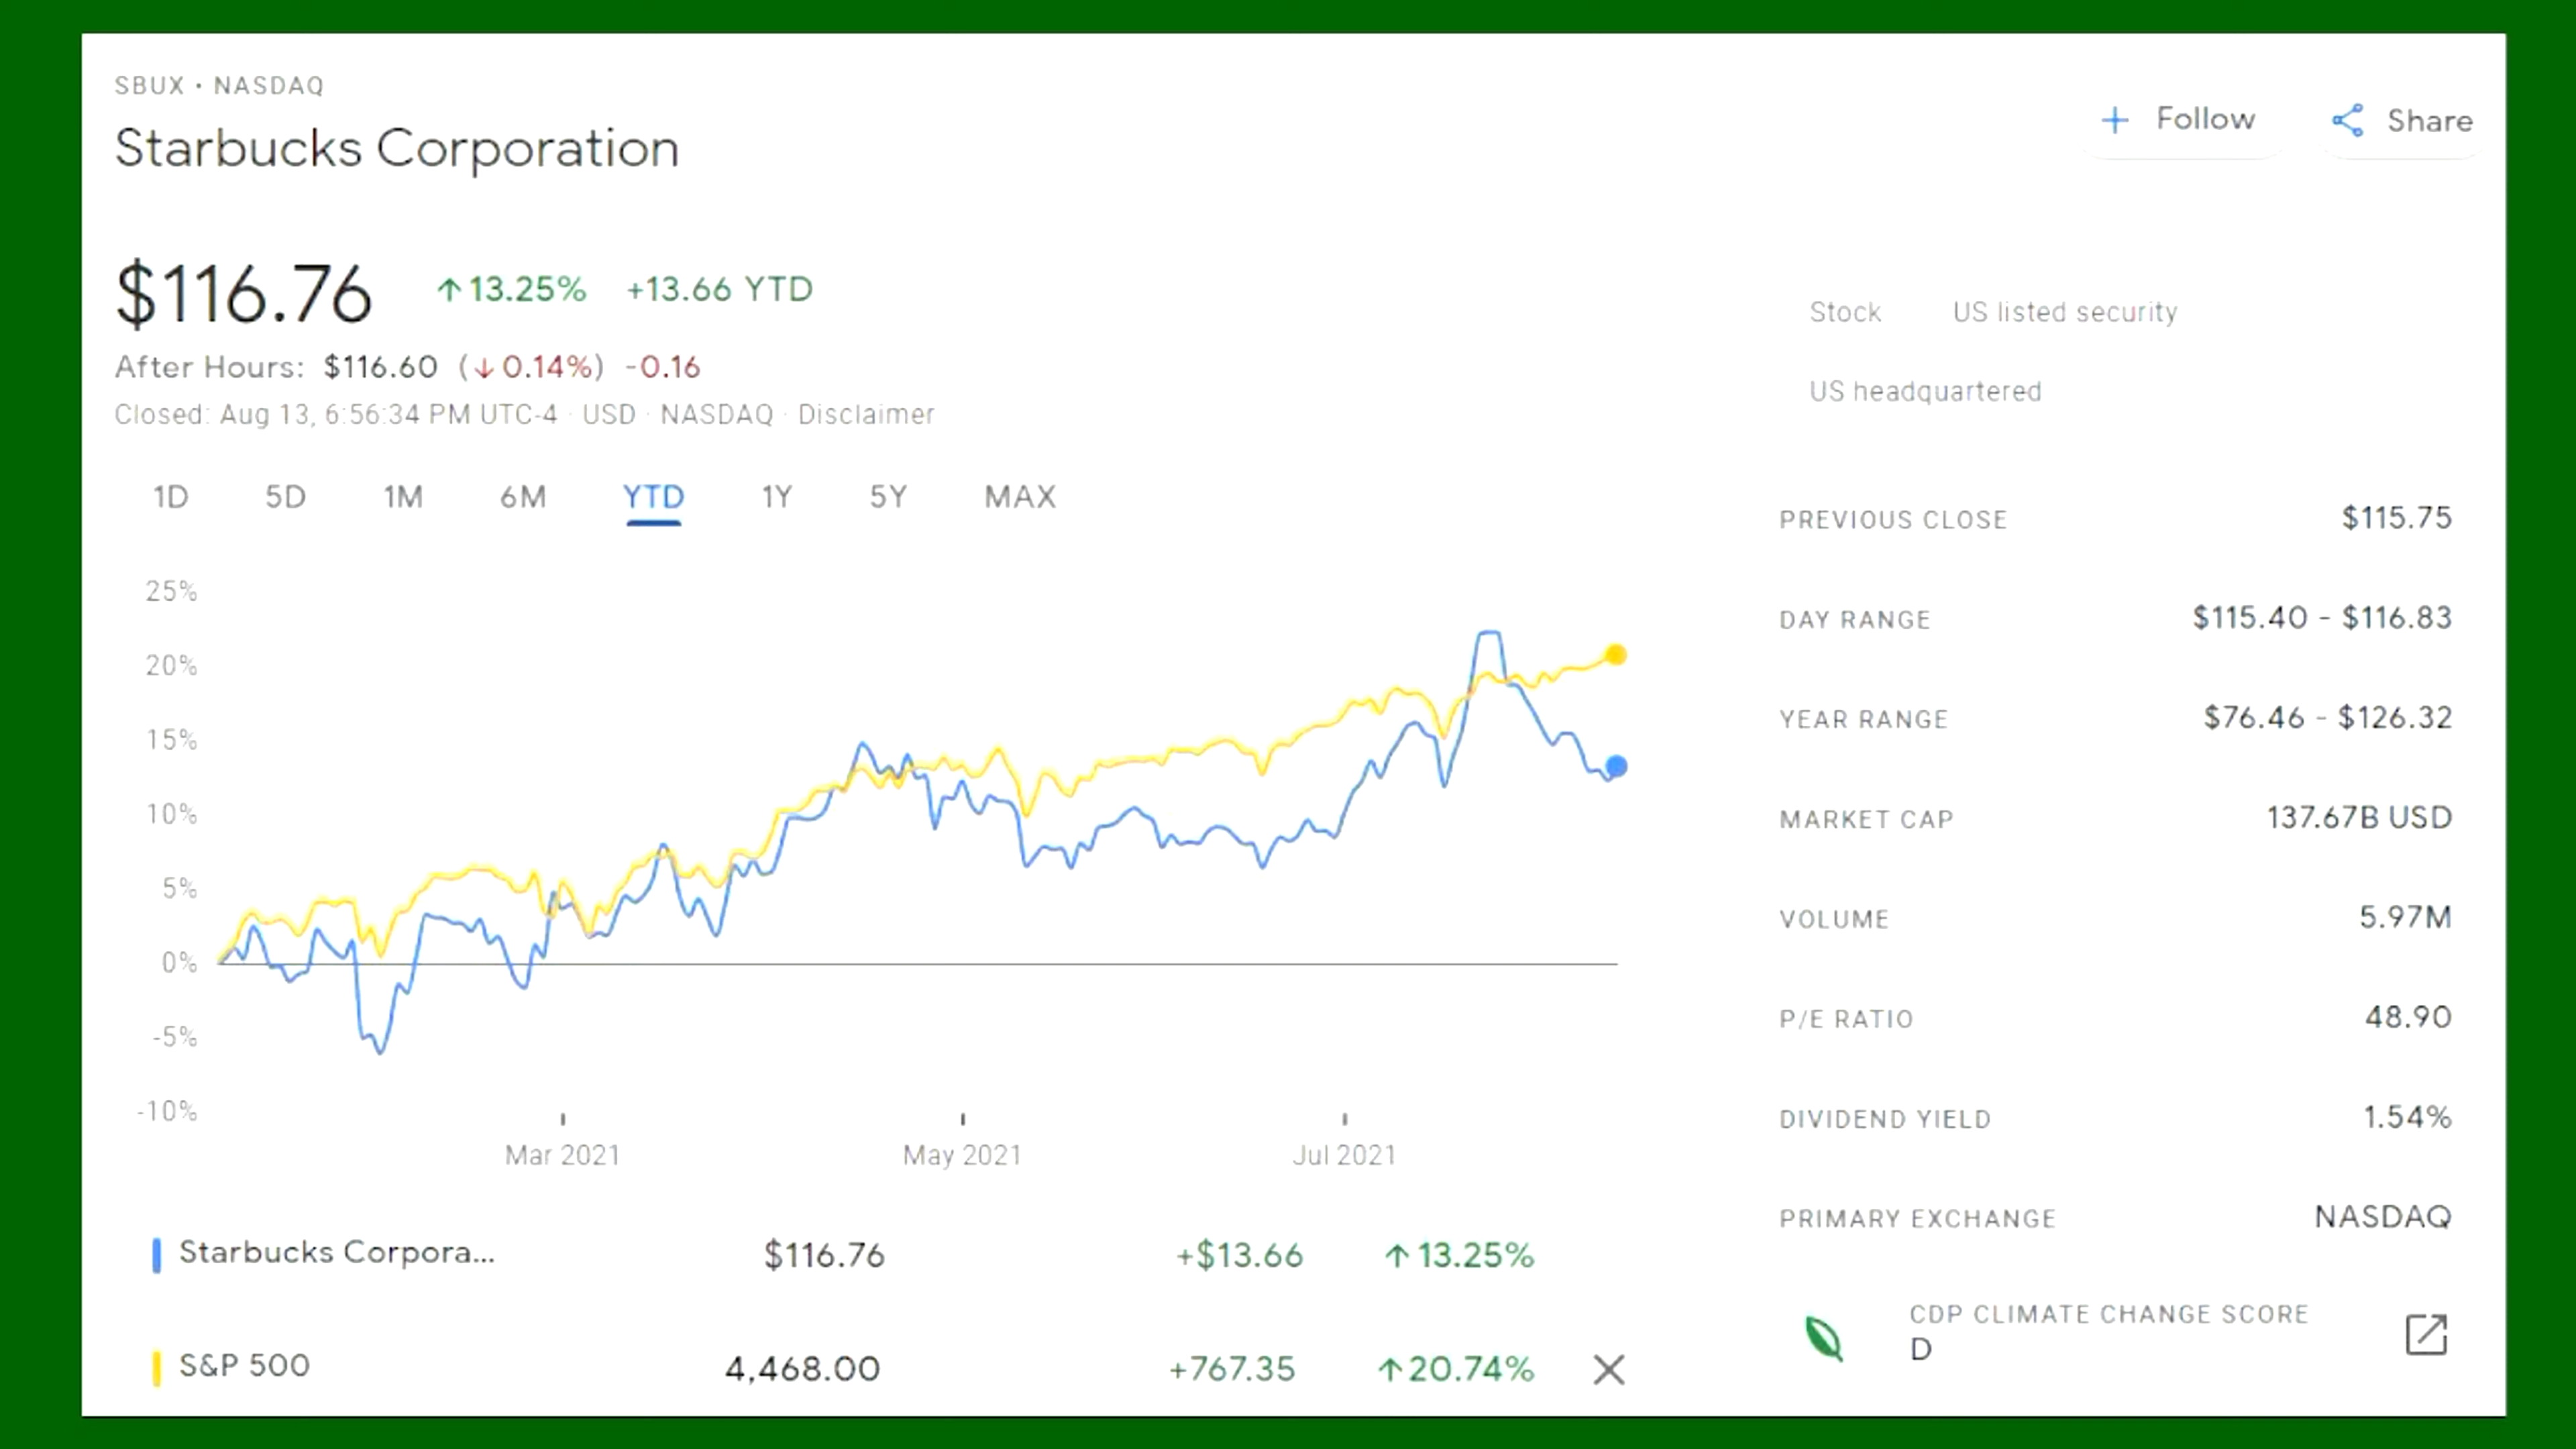 SBUX • NASDAQ
Starbucks Corporation
Follow
Share
$116.76 ↑13.25% +13.66 YTD
After Hours: $116.60 (↓0.14%) -0.16
Closed: Aug 13, 6:56:34 PM UTC-4 · USD · NASDAQ · Disclaimer
1D 5D 1M 6M YTD 1Y 5Y MAX
25%
20%
15%
10%
5%
0%
-5%
-10%
Mar 2021 May 2021 Jul 2021
Starbucks Corpora... $116.76 +$13.66 ↑13.25%
S&P 500 4,468.00 +767.35 ↑20.74%
Stock US listed security
US headquartered
PREVIOUS CLOSE $115.75
DAY RANGE $115.40 - $116.83
YEAR RANGE $76.46 - $126.32
MARKET CAP 137.67B USD
VOLUME 5.97M
P/E RATIO 48.90
DIVIDEND YIELD 1.54%
PRIMARY EXCHANGE NASDAQ
CDP CLIMATE CHANGE SCORE
D